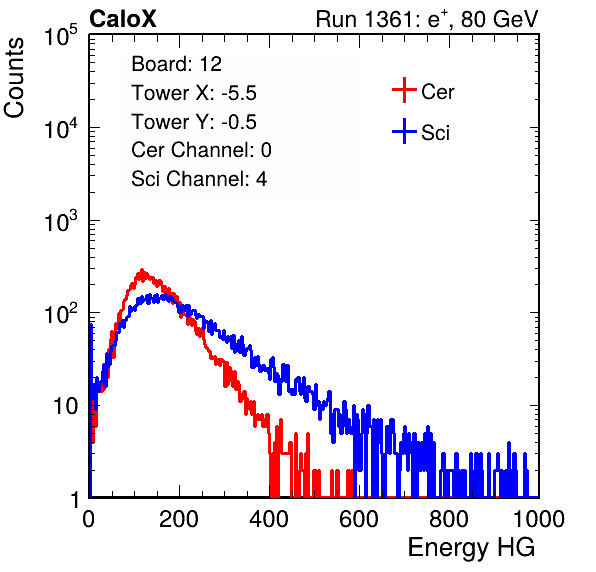 CaloX Run 1361: e⁺, 80 GeV
Counts
10⁵
10⁴
10³
10²
10
1
Board: 12
Tower X: -5.5
Tower Y: -0.5
Cer Channel: 0
Sci Channel: 4
Cer
Sci
0 200 400 600 800 1000
Energy HG